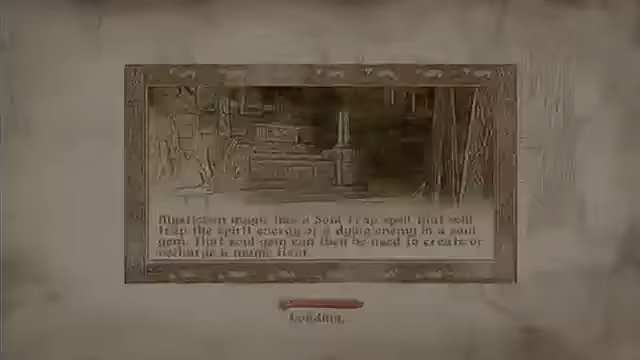 Mysticism magic has a Soul Trap spell that will
trap the spirit energy of a dying enemy in a soul
gem. That soul gem can then be used to create or
recharge a magic item.
Loading...